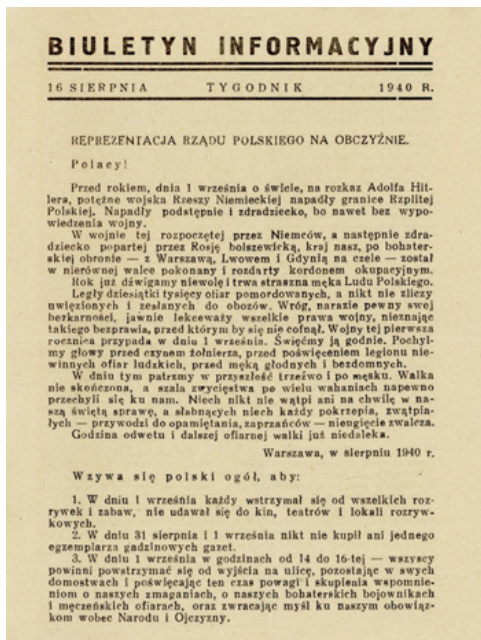 BIULETYN INFORMACYJNY
16 SIERPNIA TYGODNIK 1940 R.
REPREZENTACJA RZĄDU POLSKIEGO NA OBCZYŹNIE.
Polacy!
Przed rokiem, dnia 1 września o świcie, na rozkaz Adolfa Hit-
lera, potężne wojska Rzeszy Niemieckiej napadły granice Rzplitej
Polskiej. Napadły podstępnie i zdradziecko, bo nawet bez wypo-
wiedzenia wojny.
W wojnie tej rozpoczętej przez Niemców, a następnie zdra-
dziecko popartej przez Rosję bolszewicką, kraj nasz, po bohater-
skiej obronie — z Warszawą, Lwowem i Gdynią na czele — został
w nierównej walce pokonany i rozdarty kordonem okupacyjnym.
Rok już dźwigamy niewolę i trwa straszna męka Ludu Polskiego.
Legły dziesiątki tysięcy ofiar pomordowanych, a nikt nie zliczy
uwięzionych i zesłanych do obozów. Wróg, narazie pewny swej
berkarności, jawnie lekceważy wszelkie prawa wojny, nieznając
takiego bezprawia, przed którym by się nie cofnął. Wojny tej pierwsza
rocznica przypada w dniu 1 września. Święćmy ją godnie. Pochyl-
my głowy przed czynem żołnierza, przed poświęceniem legionu nie-
winnych ofiar ludzkich, przed męką głodnych i bezdomnych.
W dniu tym patrzmy w przyszłość trzeźwo i po męsku. Walka
nie skończona, a szala zwycięstwa po wielu wahaniach napewno
przechyli się ku nam. Niech nikt nie wątpi ani na chwilę w na-
szą świętą sprawę, a słabnących niech każdy pokrzepia, zwątpia-
łych — przywodzi do opamiętania, zaprzańców — nieugięcie zwalcza.
Godzina odwetu i dalszej ofiarnej walki już niedaleka.
Warszawa, w sierpniu 1940 r.
Wzywa się polski ogół, aby:
1. W dniu 1 września każdy wstrzymał się od wszelkich roz-
rywek i zabaw, nie udawał się do kin, teatrów i lokali rozryw-
kowych.
2. W dniu 31 sierpnia i 1 września nikt nie kupił ani jednego
egzemplarza gadzinowych gazet.
3. W dniu 1 września w godzinach od 14 do 16-tej — wszyscy
powinni powstrzymać się od wyjścia na ulicę, pozostając w swych
domostwach i poświęcając ten czas powagi i skupienia wspomnie-
niom o naszych zmaganiach, o naszych bohaterskich bojownikach
i męczeńskich ofiarach, oraz zwracając myśl ku naszym obowiąz-
kom wobec Narodu i Ojczyzny.